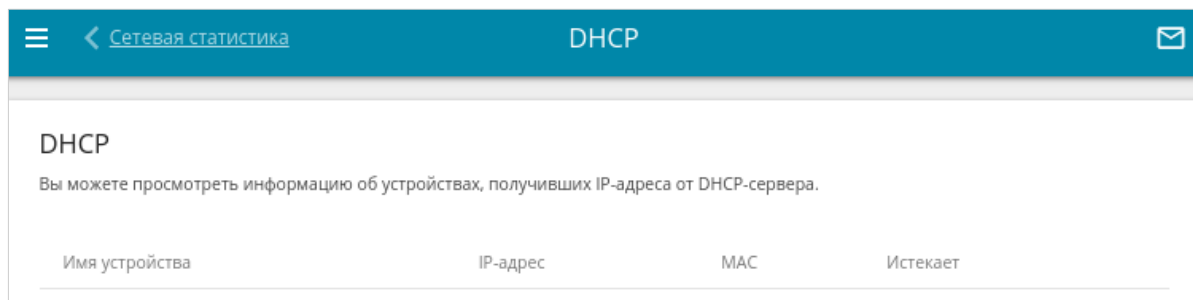 Сетевая статистика DHCP
DHCP
Вы можете просмотреть информацию об устройствах, получивших IP-адреса от DHCP-сервера.
Имя устройства IP-адрес MAC Истекает